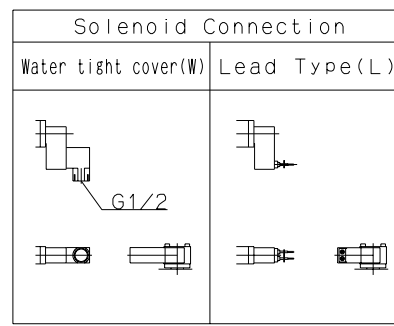 Solenoid Connection
Water tight cover(W)
Lead Type(L)
G1/2